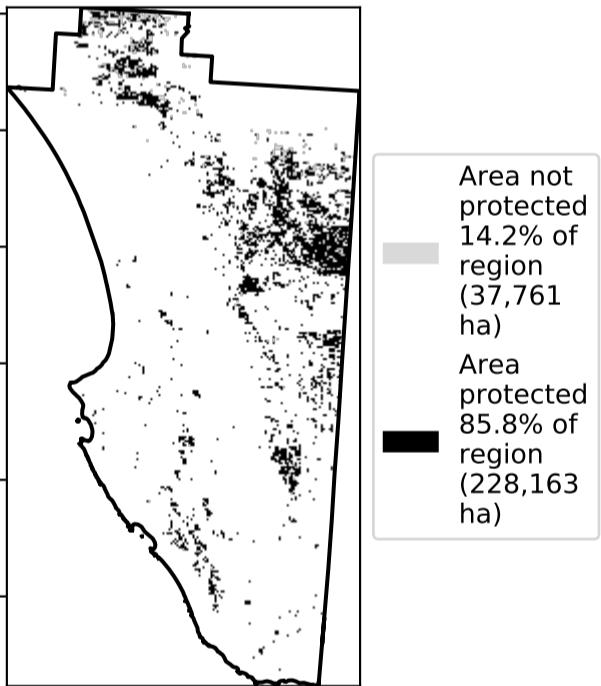 Area not
protected
14.2% of
region
(37,761
ha)
Area
protected
85.8% of
region
(228,163
ha)